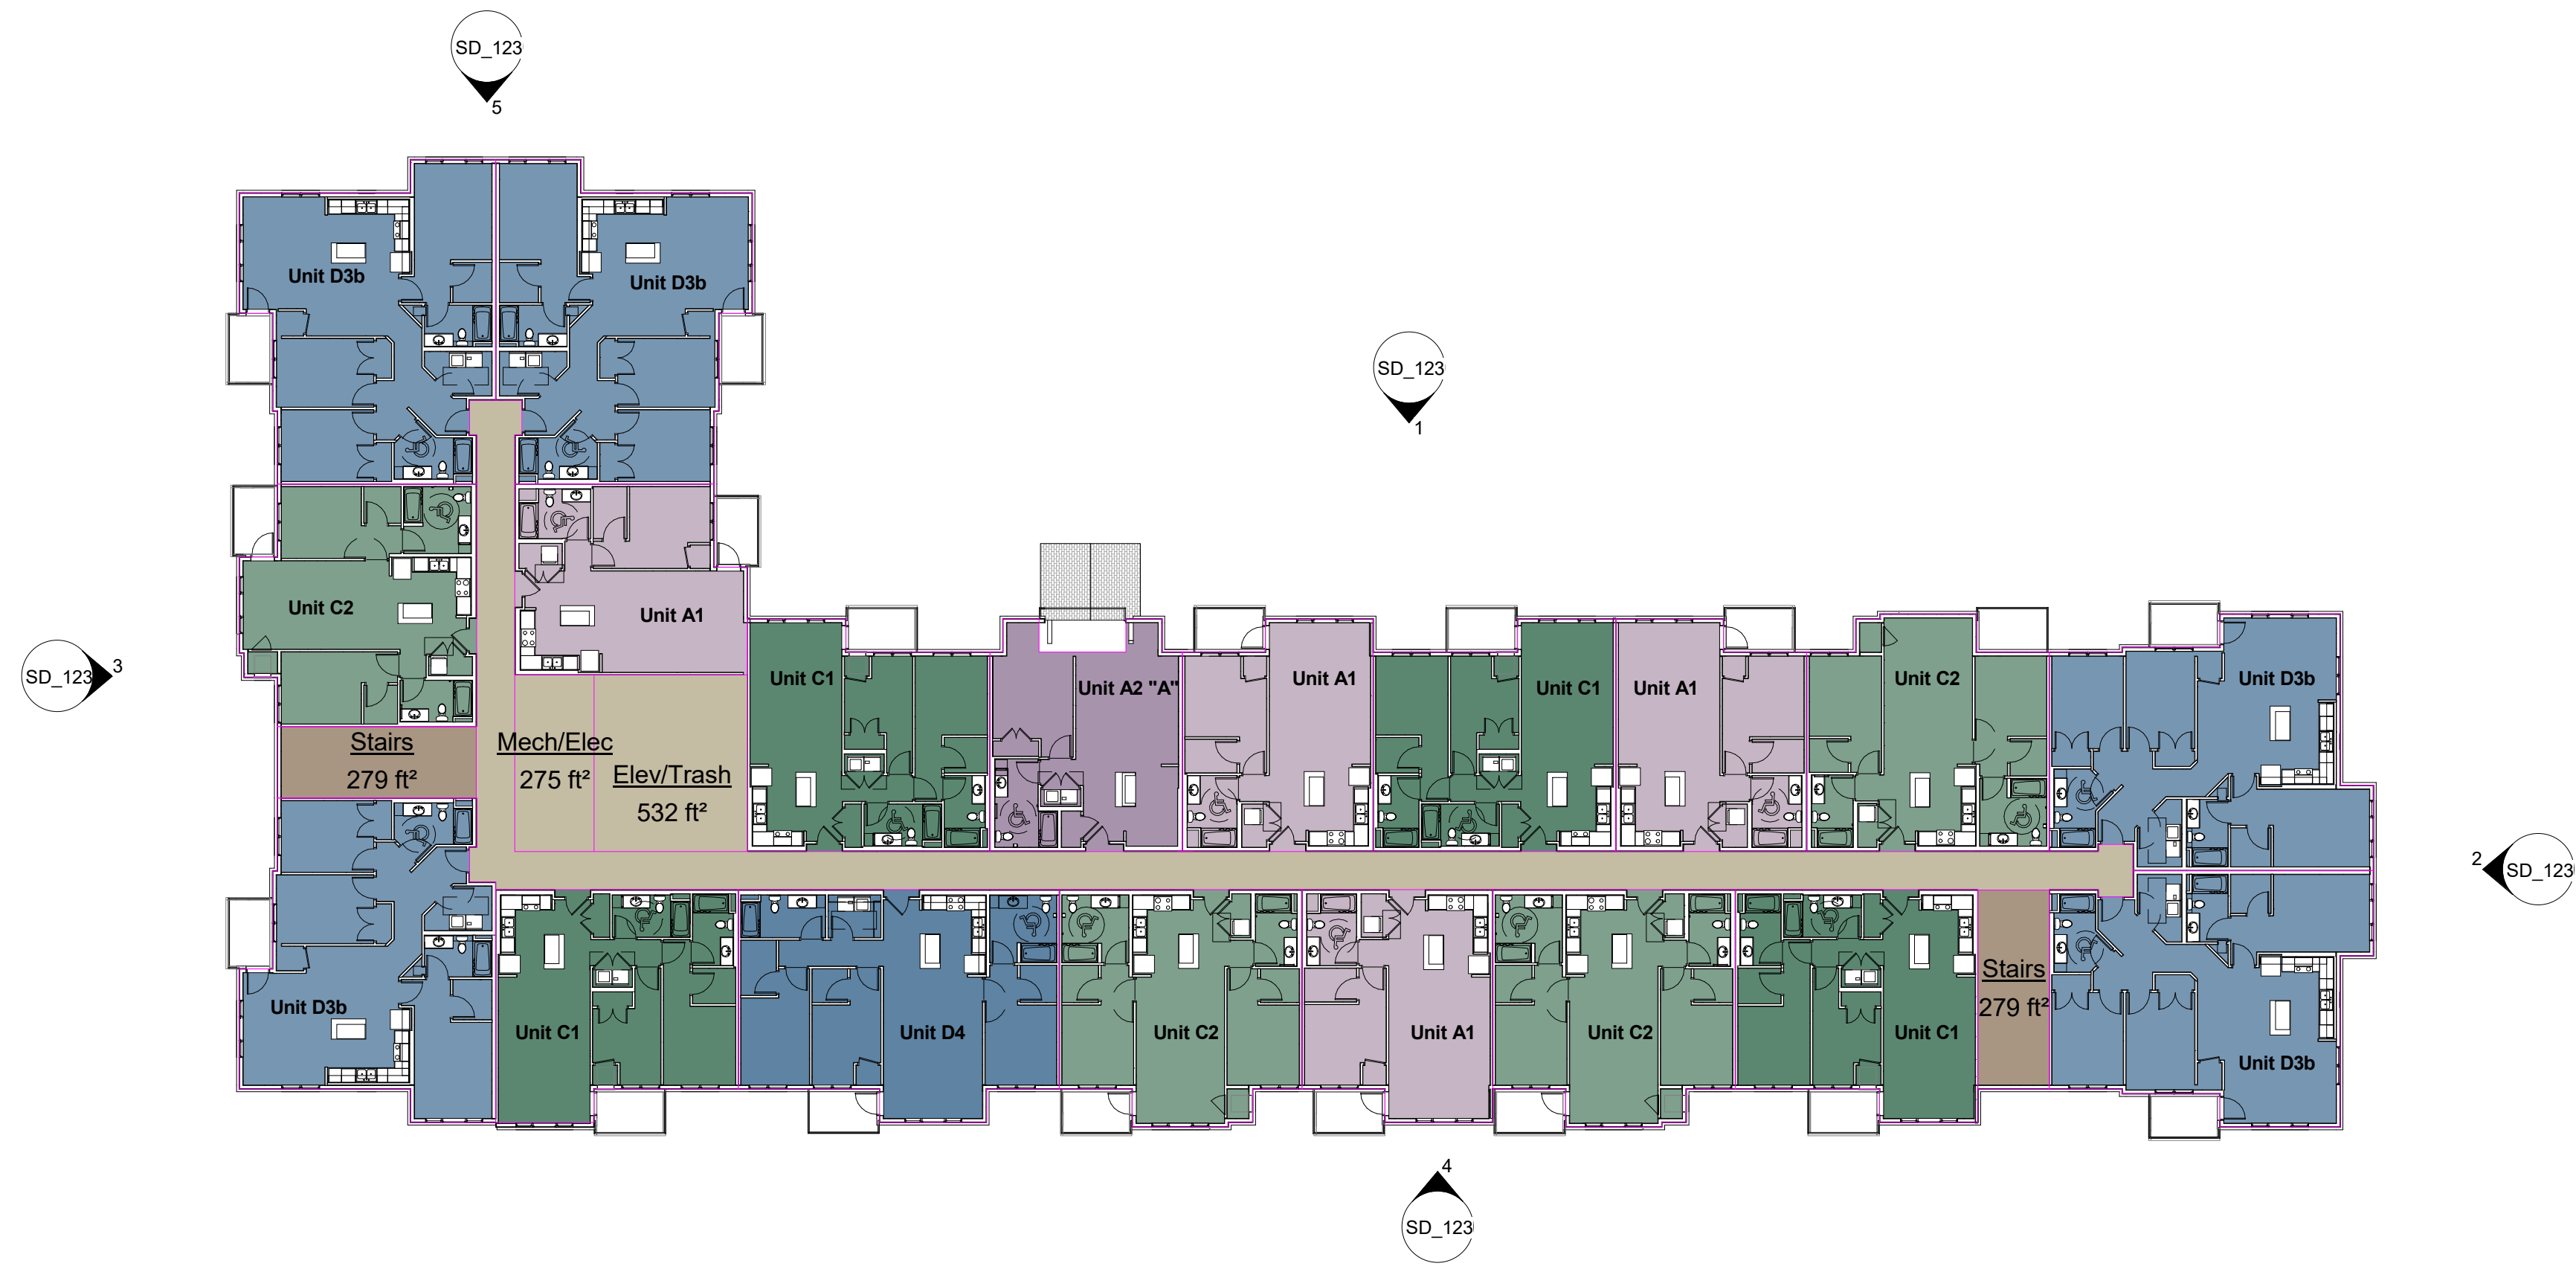 SD_123
5
Unit D3b
Unit D3b
SD_123
1
Unit C2
Unit A1
SD_123
3
Unit C1
Unit A2 "A"
Unit A1
Unit C1
Unit A1
Unit C2
Unit D3b
Stairs
279 ft²
Mech/Elec
275 ft²
Elev/Trash
532 ft²
2
SD_123
Unit D3b
Unit C1
Unit D4
Unit C2
Unit A1
Unit C2
Unit C1
Stairs
279 ft²
Unit D3b
4
SD_123